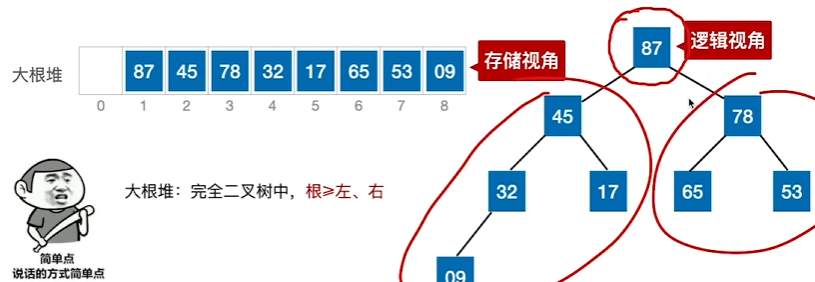 87
逻辑视角
存储视角
大根堆
87 45 78 32 17 65 53 09
0 1 2 3 4 5 6 7 8
45
78
大根堆：完全二叉树中，根≥左、右
32
17
65
53
简单点
说话的方式简单点
09